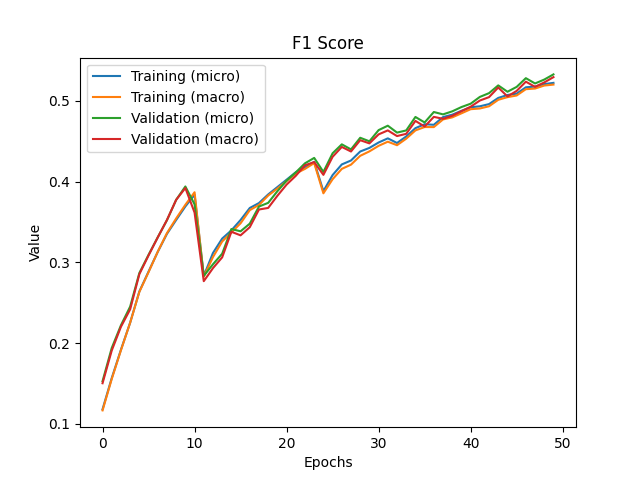 F1 Score
Training (micro)
Training (macro)
Validation (micro)
Validation (macro)
Value
0.5
0.4
0.3
0.2
0.1
0 10 20 30 40 50
Epochs